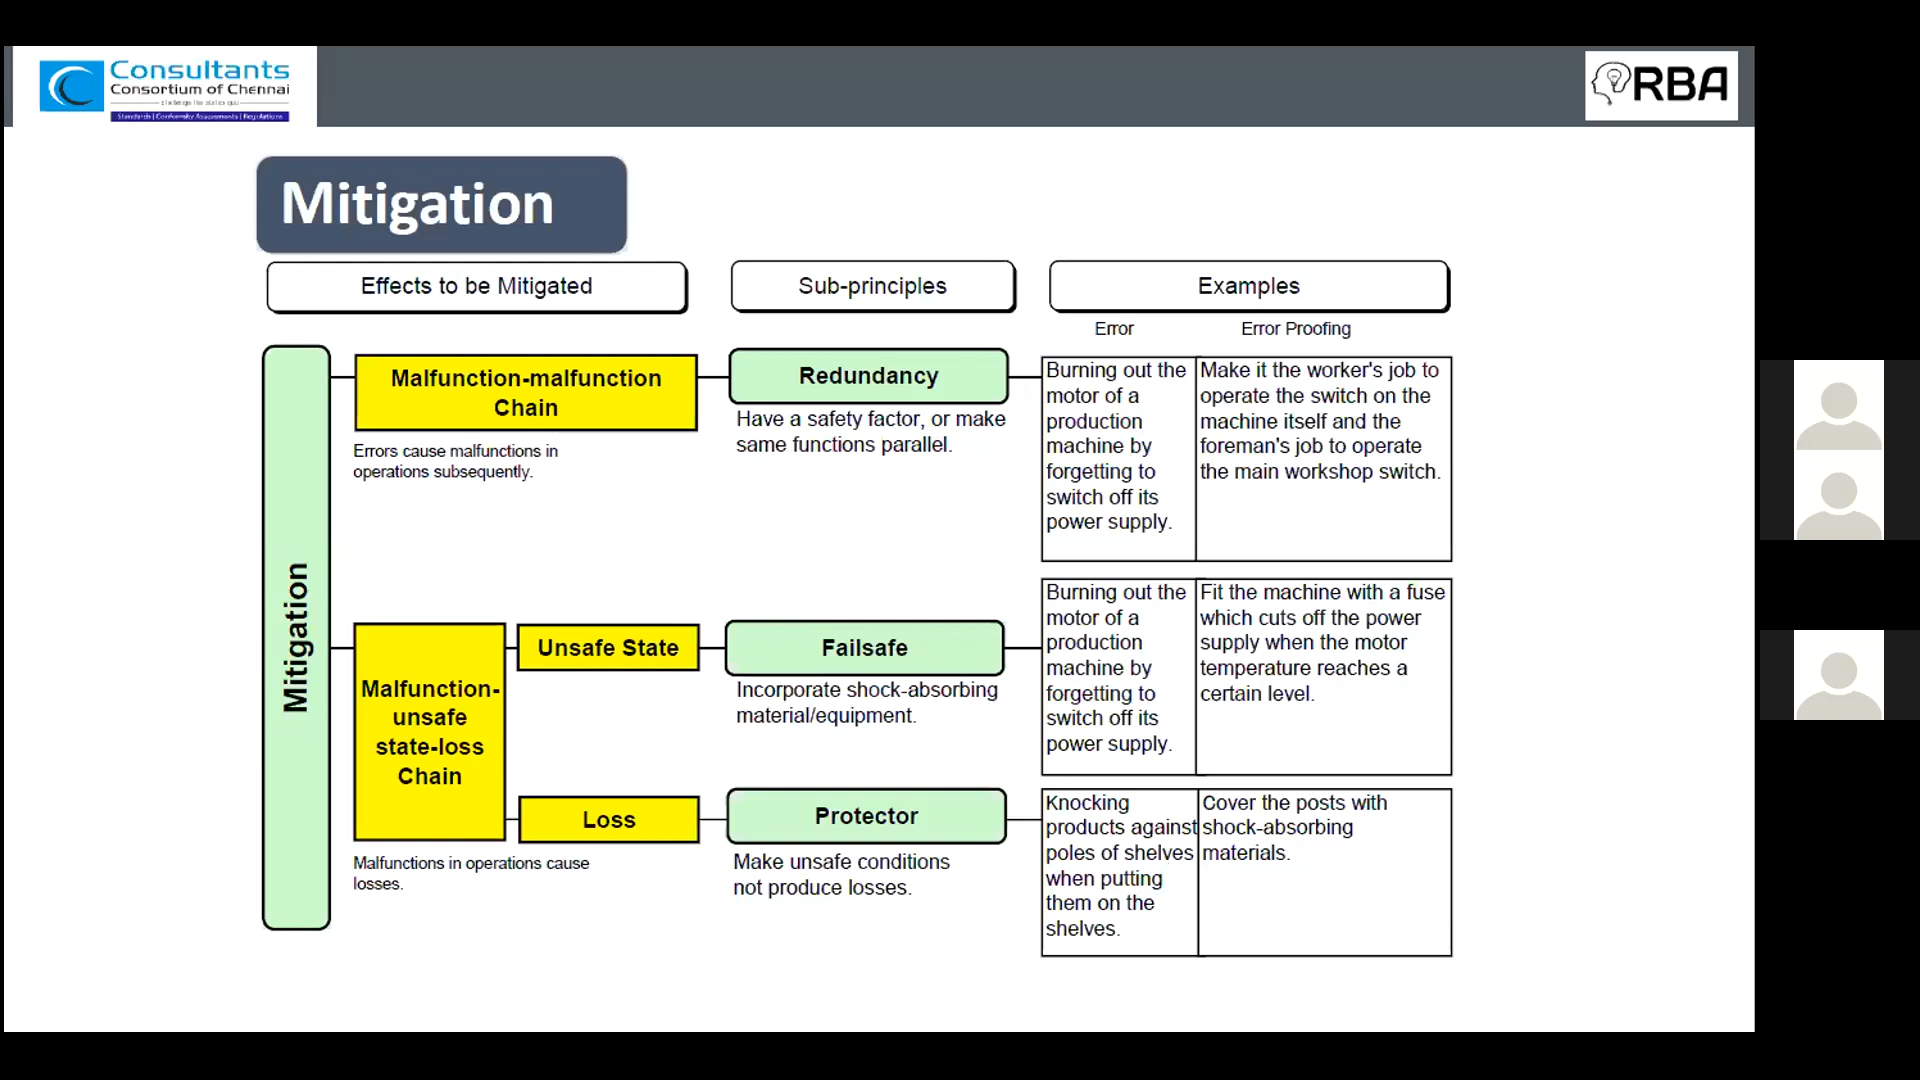 Consultants
Consortium of Chennai
Standards | Conformity Assessments | Regulations
RBA
Mitigation
Effects to be Mitigated
Sub-principles
Examples
Error
Error Proofing
Mitigation
Malfunction-malfunction
Chain
Errors cause malfunctions in
operations subsequently.
Redundancy
Have a safety factor, or make
same functions parallel.
Burning out the
motor of a
production
machine by
forgetting to
switch off its
power supply.
Make it the worker's job to
operate the switch on the
machine itself and the
foreman's job to operate
the main workshop switch.
Malfunction-
unsafe
state-loss
Chain
Malfunctions in operations cause
losses.
Unsafe State
Failsafe
Incorporate shock-absorbing
material/equipment.
Burning out the
motor of a
production
machine by
forgetting to
switch off its
power supply.
Fit the machine with a fuse
which cuts off the power
supply when the motor
temperature reaches a
certain level.
Loss
Protector
Make unsafe conditions
not produce losses.
Knocking
products against
poles of shelves
when putting
them on the
shelves.
Cover the posts with
shock-absorbing
materials.